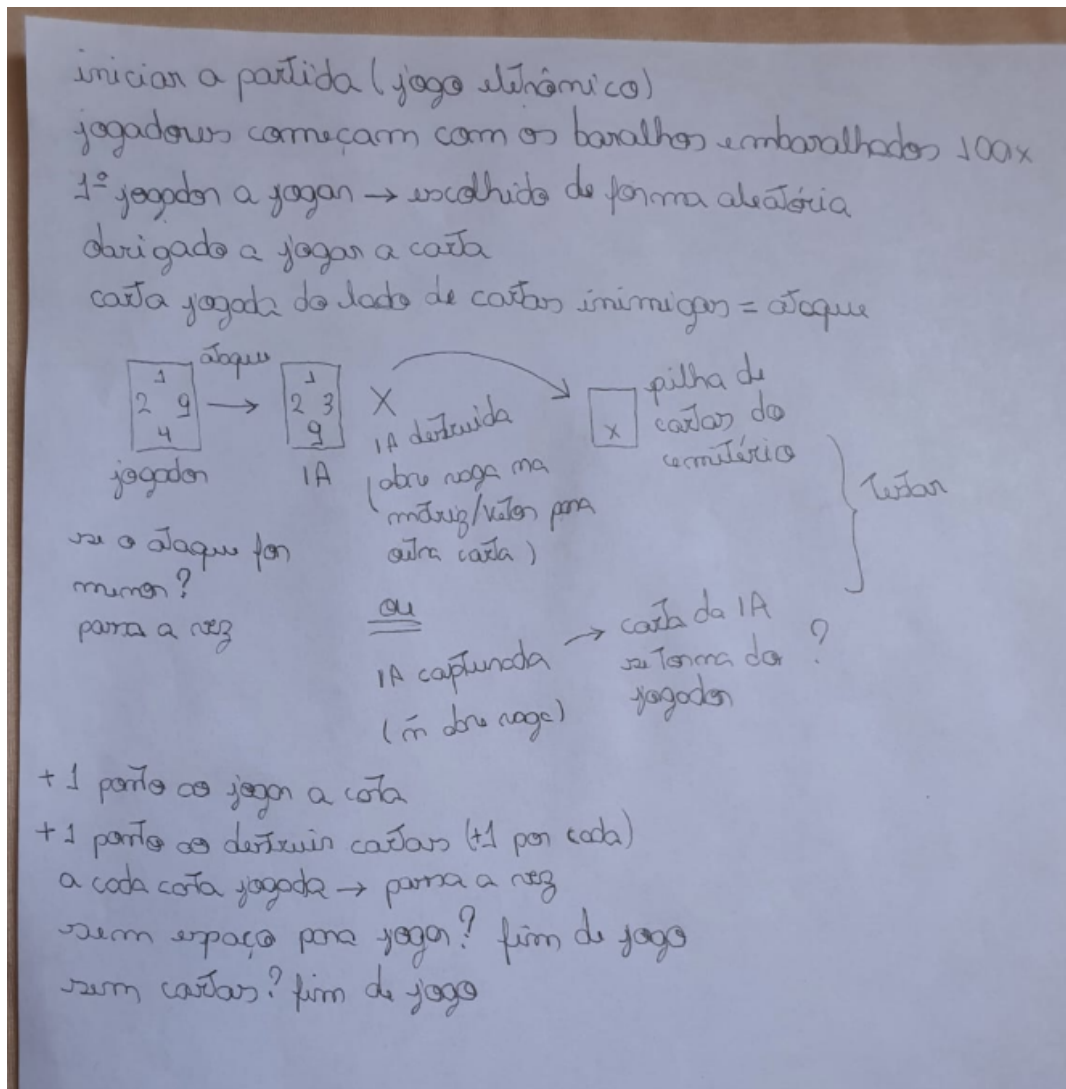 iniciar a partida (jogo eletrônico)
jogadores começam com os baralhos embaralhados 100x
1º jogador a jogar → escolhido de forma aleatória
obrigado a jogar a carta
carta jogada do lado de cartas inimigas = ataque
1
2 9
4
jogador
ataque
→
1
2 3
9
IA
X
IA destruída
(abre vaga na
matriz/vetor para
outra carta)
X
pilha de
cartas do
cemitério
testar
se o ataque for
menor?
passa a vez
ou
IA capturada
(ñ abre vaga)
→ carta da IA
se torna do
jogador
?
+1 ponto ao jogar a carta
+1 ponto ao destruir cartas (+1 por cada)
a cada carta jogada → passa a vez
sem espaço para jogar? fim de jogo
sem cartas? fim de jogo